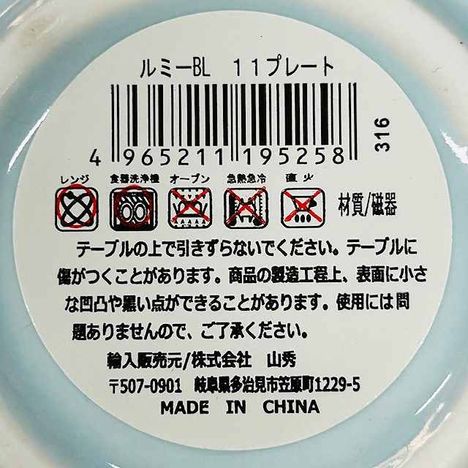 ルミーBL 11プレート
316
4 965211 195258
レンジ 食器洗浄機 オーブン 急熱急冷 直火
材質/磁器
テーブルの上で引きずらないでください。テーブルに
傷がつくことがあります。商品の製造工程上、表面に小さ
な凹凸や黒い点ができることがあります。使用には問
題ありませんので、ご了承ください。
輸入販売元/株式会社 山秀
〒507-0901 岐阜県多治見市笠原町1229-5
MADE IN CHINA